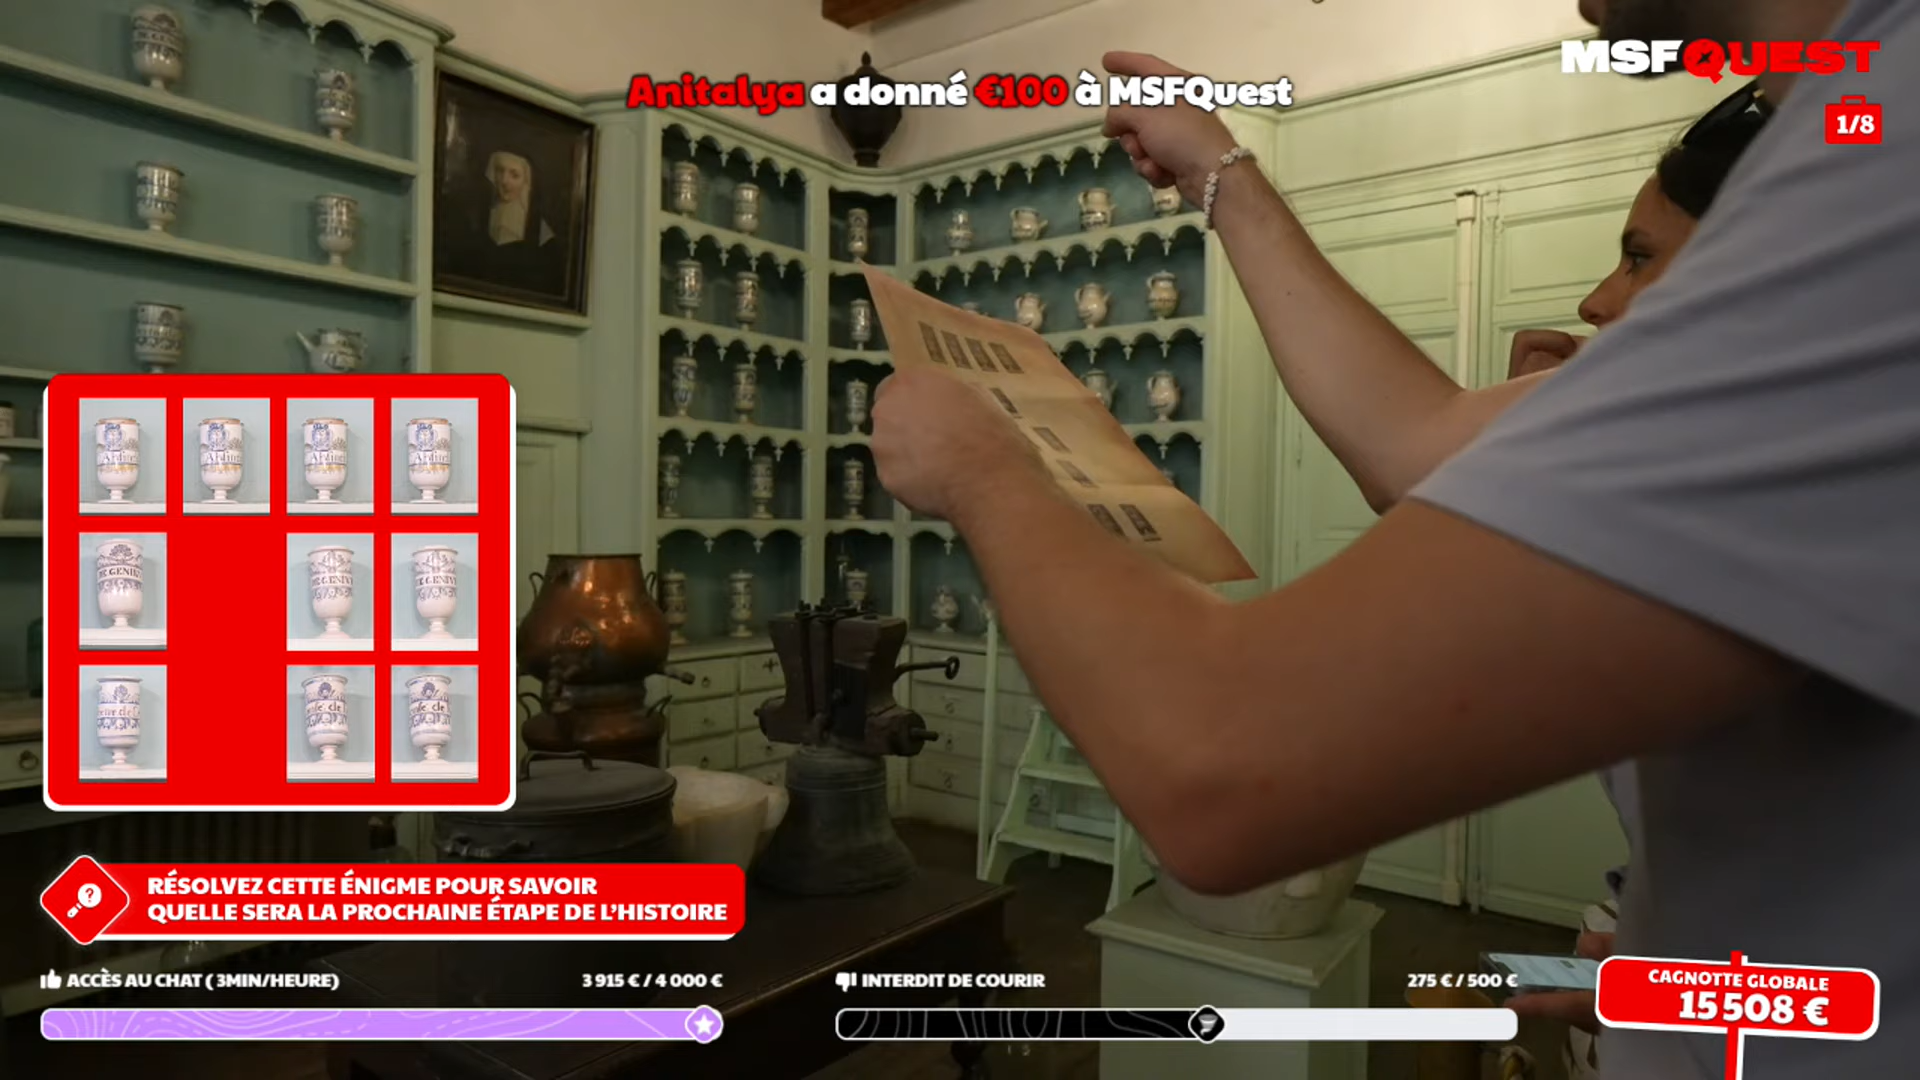 MSFQUEST
Anitalya a donné €100 à MSFQuest
1/8
RÉSOLVEZ CETTE ÉNIGME POUR SAVOIR
QUELLE SERA LA PROCHAINE ÉTAPE DE L'HISTOIRE
ACCÈS AU CHAT ( 3MIN/HEURE)
3 915 € / 4 000 €
INTERDIT DE COURIR
275 € / 500 €
CAGNOTTE GLOBALE
15 508 €